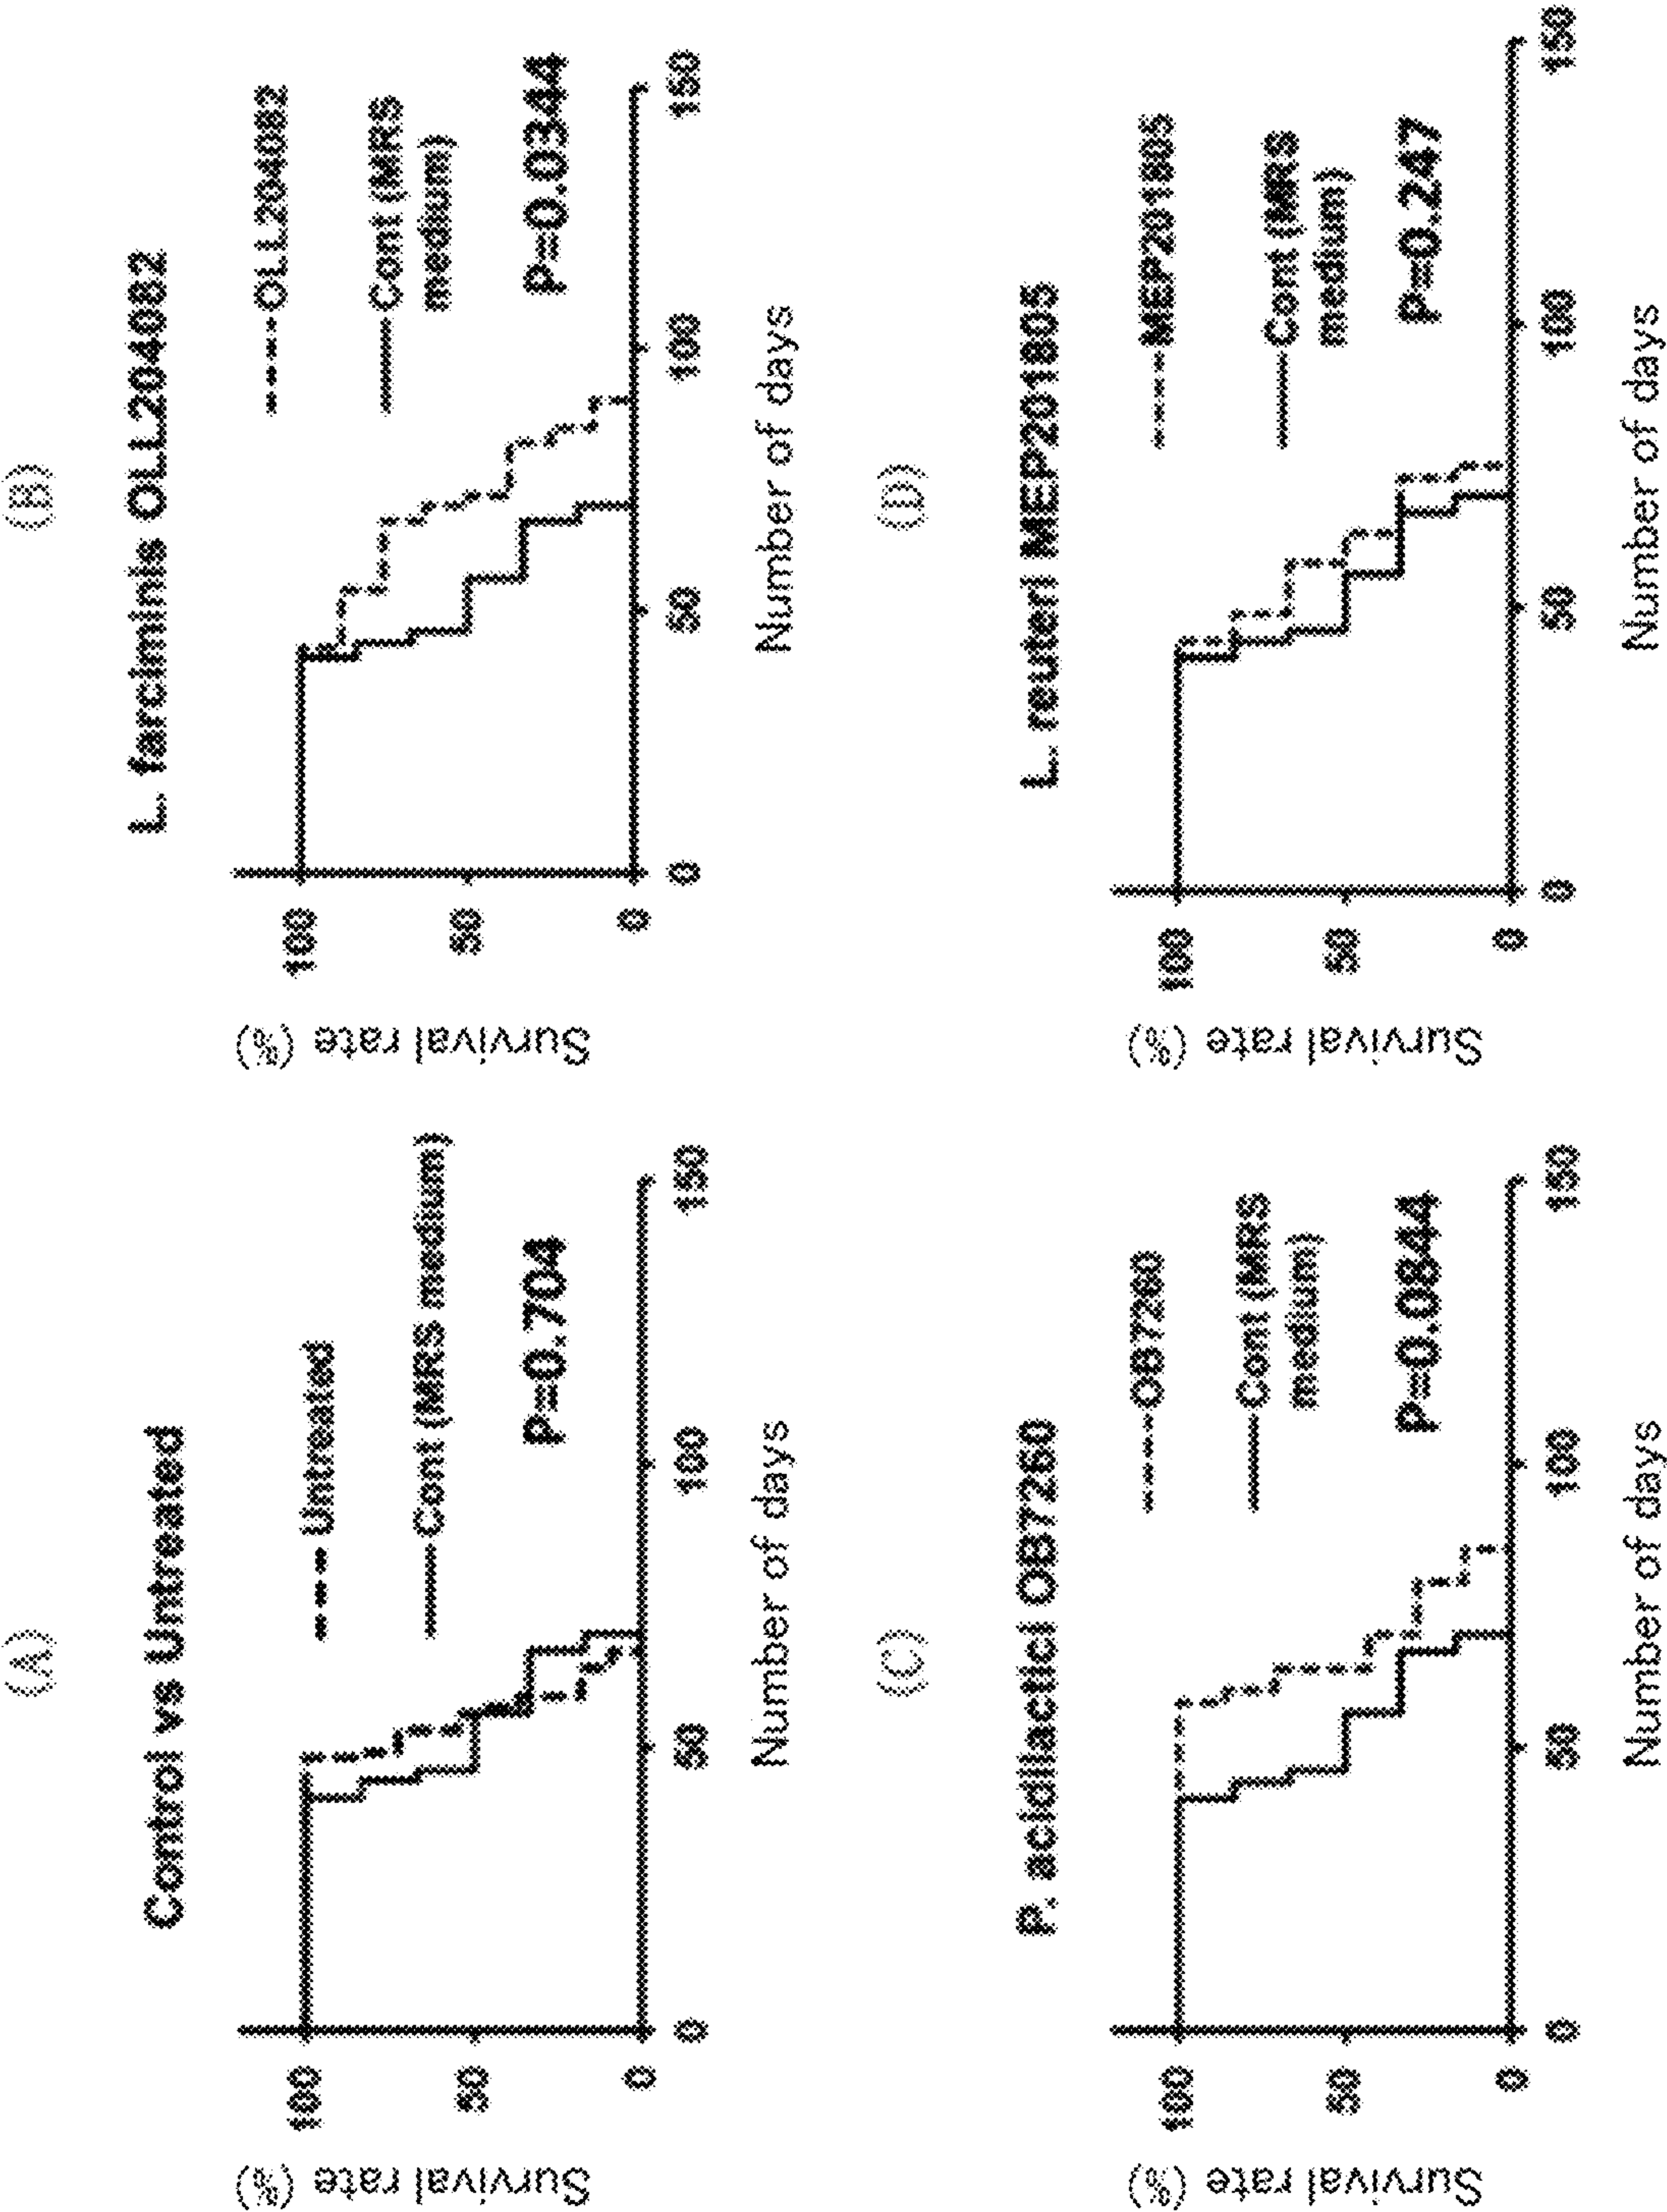 (A)
Control vs Untreated
Untreated
Cont (MRS medium)
P=0.704
Survival rate (%)
100
50
0
0
50
100
150
Number of days
(B)
L. farciminis OLL204082
OLL204082
Cont (MRS
medium)
P=0.0344
Survival rate (%)
100
50
0
0
50
100
150
Number of days
(C)
P. acidilactici OB7260
OB7260
Cont (MRS
medium)
P=0.0844
Survival rate (%)
100
50
0
0
50
100
150
Number of days
(D)
L. reuteri MEP201805
MEP201805
Cont (MRS
medium)
P=0.247
Survival rate (%)
100
50
0
0
50
100
150
Number of days